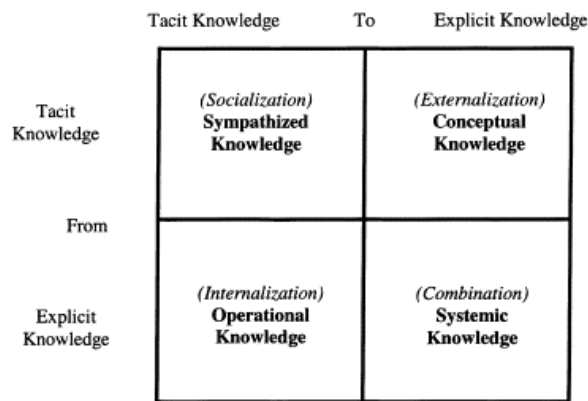 Tacit Knowledge To Explicit Knowledge
Tacit
Knowledge
(Socialization)
Sympathized
Knowledge
(Externalization)
Conceptual
Knowledge
From
Explicit
Knowledge
(Internalization)
Operational
Knowledge
(Combination)
Systemic
Knowledge